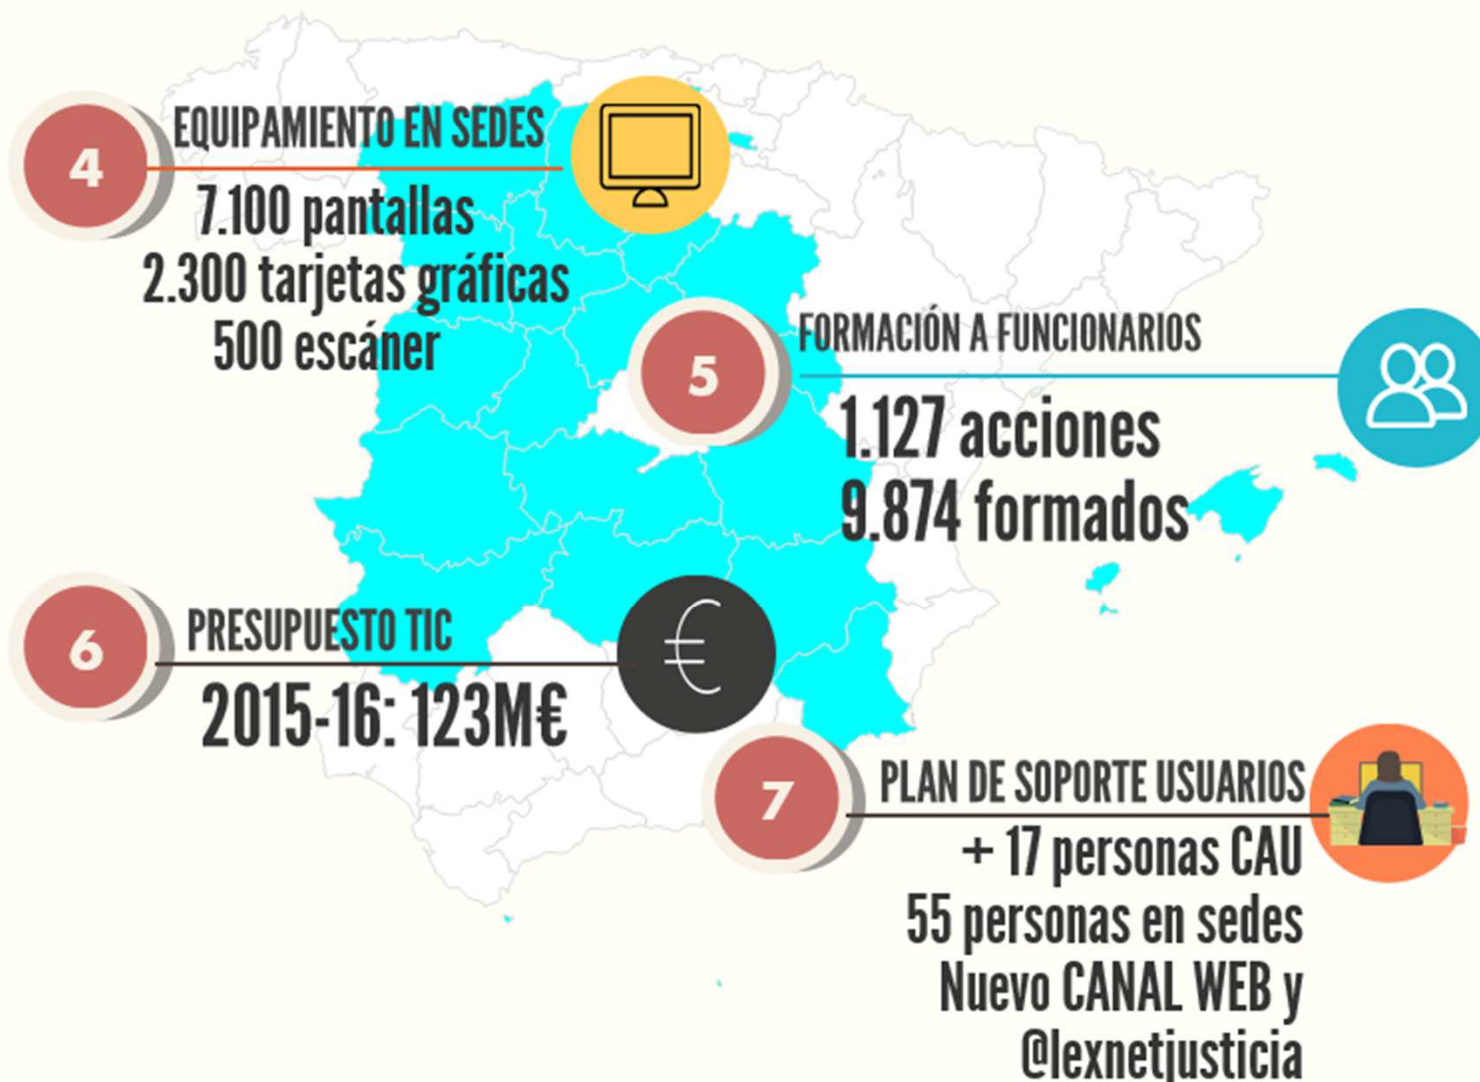 4
EQUIPAMIENTO EN SEDES
7.100 pantallas
2.300 tarjetas gráficas
500 escáner
5
FORMACIÓN A FUNCIONARIOS
1.127 acciones
9.874 formados
6
PRESUPUESTO TIC
€
2015-16: 123M€
7
PLAN DE SOPORTE USUARIOS
+ 17 personas CAU
55 personas en sedes
Nuevo CANAL WEB y
@lexnetjusticia